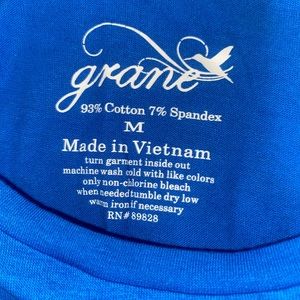 grane
93% Cotton 7% Spandex
M
Made in Vietnam
turn garment inside out
machine wash cold with like colors
only non-chlorine bleach
when needed tumble dry low
warm iron if necessary
RN# 89828